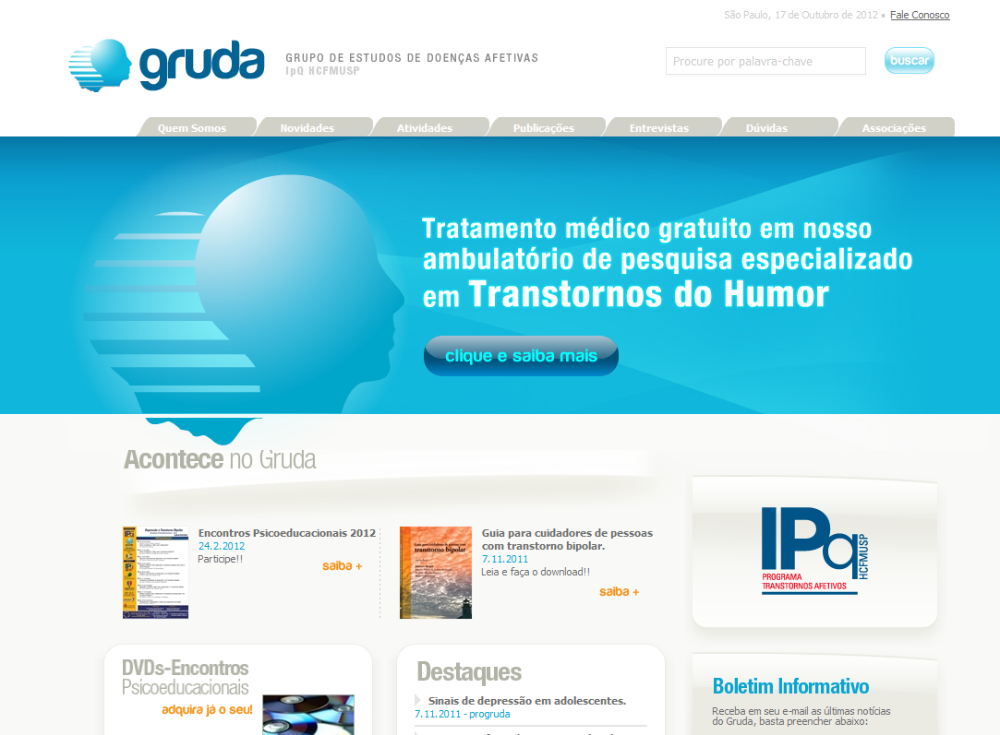 São Paulo, 17 de Outubro de 2012 • Fale Conosco
gruda
GRUPO DE ESTUDOS DE DOENÇAS AFETIVAS
IpQ HCFMUSP
Procure por palavra-chave
buscar
Quem Somos
Novidades
Atividades
Publicações
Entrevistas
Dúvidas
Associações
Tratamento médico gratuito em nosso
ambulatório de pesquisa especializado
em Transtornos do Humor
clique e saiba mais
Acontece no Gruda
Encontros Psicoeducacionais 2012
24.2.2012
Participe!!
saiba +
transtorno bipolar
Guia para cuidadores de pessoas
com transtorno bipolar.
7.11.2011
Leia e faça o download!!
saiba +
IPq
HCFMUSP
PROGRAMA
TRANSTORNOS AFETIVOS
DVDs-Encontros
Psicoeducacionais
adquira já o seu!
Destaques
Sinais de depressão em adolescentes.
7.11.2011 - progruda
Boletim Informativo
Receba em seu e-mail as últimas notícias
do Gruda, basta preencher abaixo: